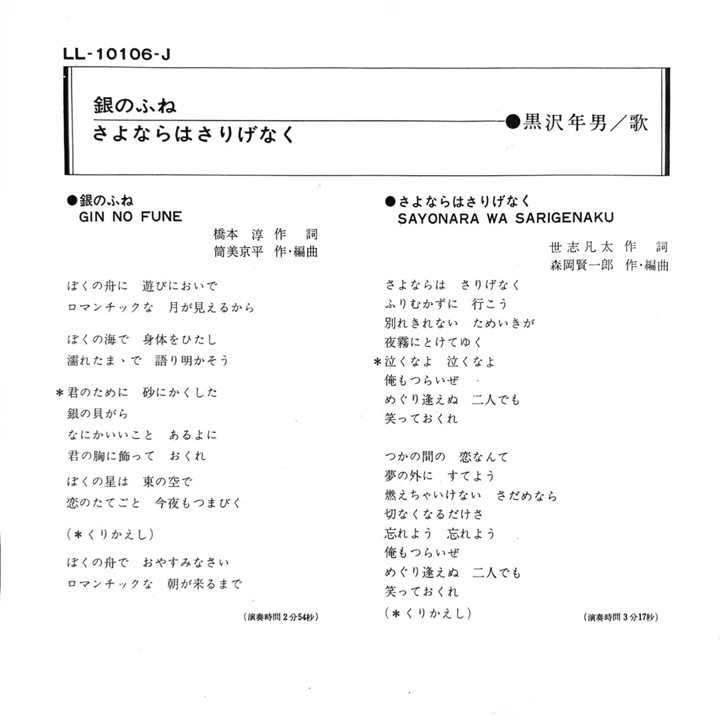 LL-10106-J
銀のふね
さよならはさりげなく
●黒沢年男／歌
●銀のふね
GIN NO FUNE
橋本 淳 作 詞
筒美京平 作・編曲
ぼくの舟に 遊びにおいで
ロマンチックな 月が見えるから
ぼくの海で 身体をひたし
濡れたまゝで 語り明かそう
＊君のために 砂にかくした
銀の貝がら
なにかいいこと あるよに
君の胸に飾って おくれ
ぼくの星は 東の空で
恋のたてごと 今夜もつまびく
(＊くりかえし)
ぼくの舟で おやすみなさい
ロマンチックな 朝が来るまで
(演奏時間2分54秒)
●さよならはさりげなく
SAYONARA WA SARIGENAKU
世志凡太 作 詞
森岡賢一郎 作・編曲
さよならは さりげなく
ふりむかずに 行こう
別れきれない ためいきが
夜霧にとけてゆく
＊泣くなよ 泣くなよ
俺もつらいぜ
めぐり逢えぬ 二人でも
笑っておくれ
つかの間の 恋なんて
夢の外に すてよう
燃えちゃいけない さだめなら
切なくなるだけさ
忘れよう 忘れよう
俺もつらいぜ
めぐり逢えぬ 二人でも
笑っておくれ
(＊くりかえし)
(演奏時間3分17秒)